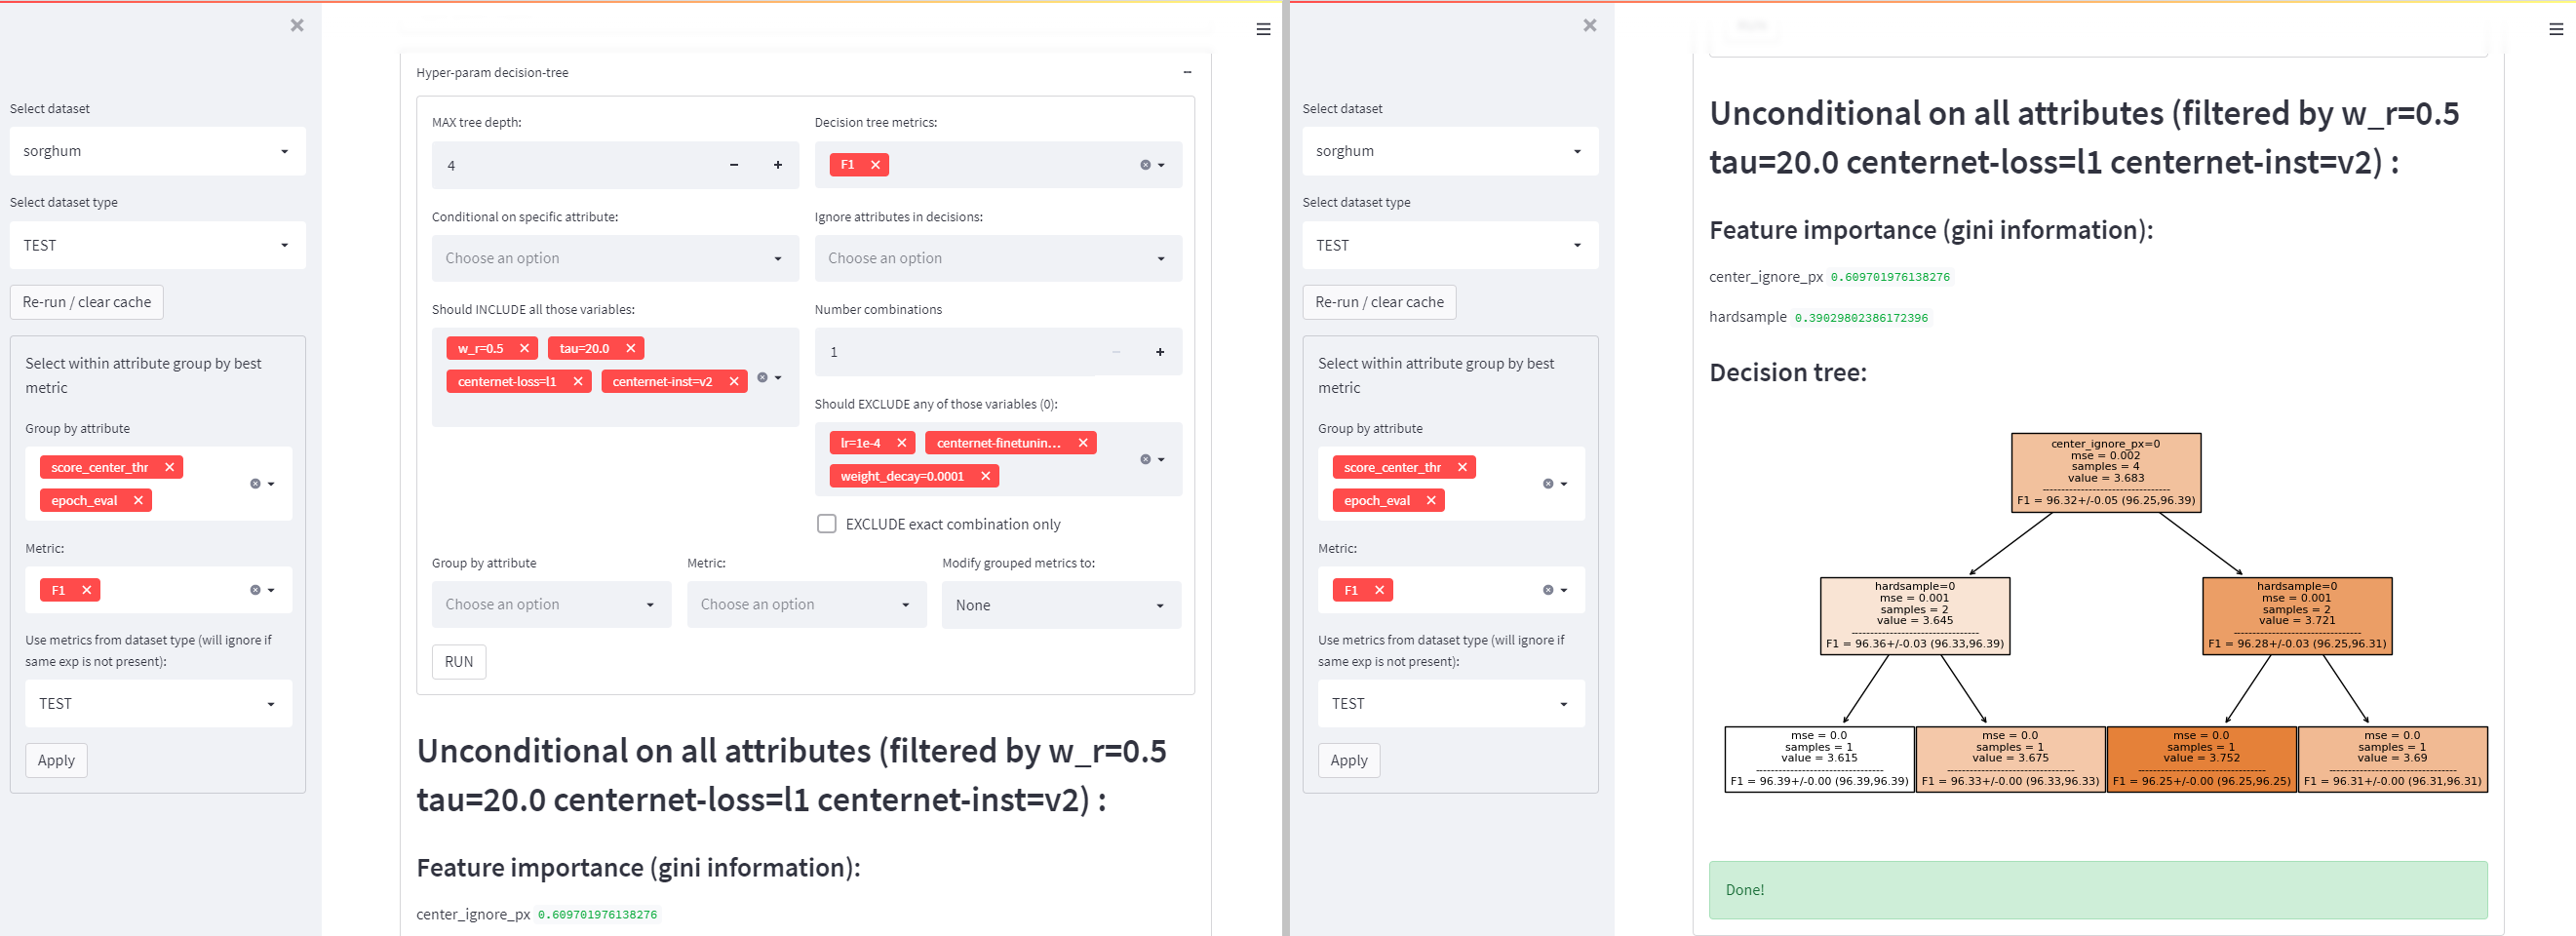 Select dataset
sorghum
Select dataset type
TEST
Re-run / clear cache
Select within attribute group by best
metric
Group by attribute
score_center_thr
epoch_eval
Metric:
F1
Use metrics from dataset type (will ignore if
same exp is not present):
TEST
Apply
Hyper-param decision-tree
MAX tree depth:
4
Decision tree metrics:
F1
Conditional on specific attribute:
Choose an option
Ignore attributes in decisions:
Choose an option
Should INCLUDE all those variables:
w_r=0.5 tau=20.0
centernet-loss=l1 centernet-inst=v2
Number combinations
1
Should EXCLUDE any of those variables (0):
lr=1e-4 centernet-finetunin...
weight_decay=0.0001
EXCLUDE exact combination only
Group by attribute
Choose an option
Metric:
Choose an option
Modify grouped metrics to:
None
RUN
Unconditional on all attributes (filtered by w_r=0.5
tau=20.0 centernet-loss=l1 centernet-inst=v2) :
Feature importance (gini information):
center_ignore_px 0.609701976138276
Select dataset
sorghum
Select dataset type
TEST
Re-run / clear cache
Select within attribute group by best
metric
Group by attribute
score_center_thr
epoch_eval
Metric:
F1
Use metrics from dataset type (will ignore if
same exp is not present):
TEST
Apply
Unconditional on all attributes (filtered by w_r=0.5
tau=20.0 centernet-loss=l1 centernet-inst=v2) :
Feature importance (gini information):
center_ignore_px 0.609701976138276
hardsample 0.39029802386172396
Decision tree:
center_ignore_px=0
mse = 0.002
samples = 4
value = 3.683
--------------------------------
F1 = 96.32+/-0.05 (96.25,96.39)
hardsample=0
mse = 0.001
samples = 2
value = 3.645
--------------------------------
F1 = 96.36+/-0.03 (96.33,96.39)
hardsample=0
mse = 0.001
samples = 2
value = 3.721
--------------------------------
F1 = 96.28+/-0.03 (96.25,96.31)
mse = 0.0
samples = 1
value = 3.615
--------------------------------
F1 = 96.39+/-0.00 (96.39,96.39)
mse = 0.0
samples = 1
value = 3.675
--------------------------------
F1 = 96.33+/-0.00 (96.33,96.33)
mse = 0.0
samples = 1
value = 3.752
--------------------------------
F1 = 96.25+/-0.00 (96.25,96.25)
mse = 0.0
samples = 1
value = 3.69
--------------------------------
F1 = 96.31+/-0.00 (96.31,96.31)
Done!